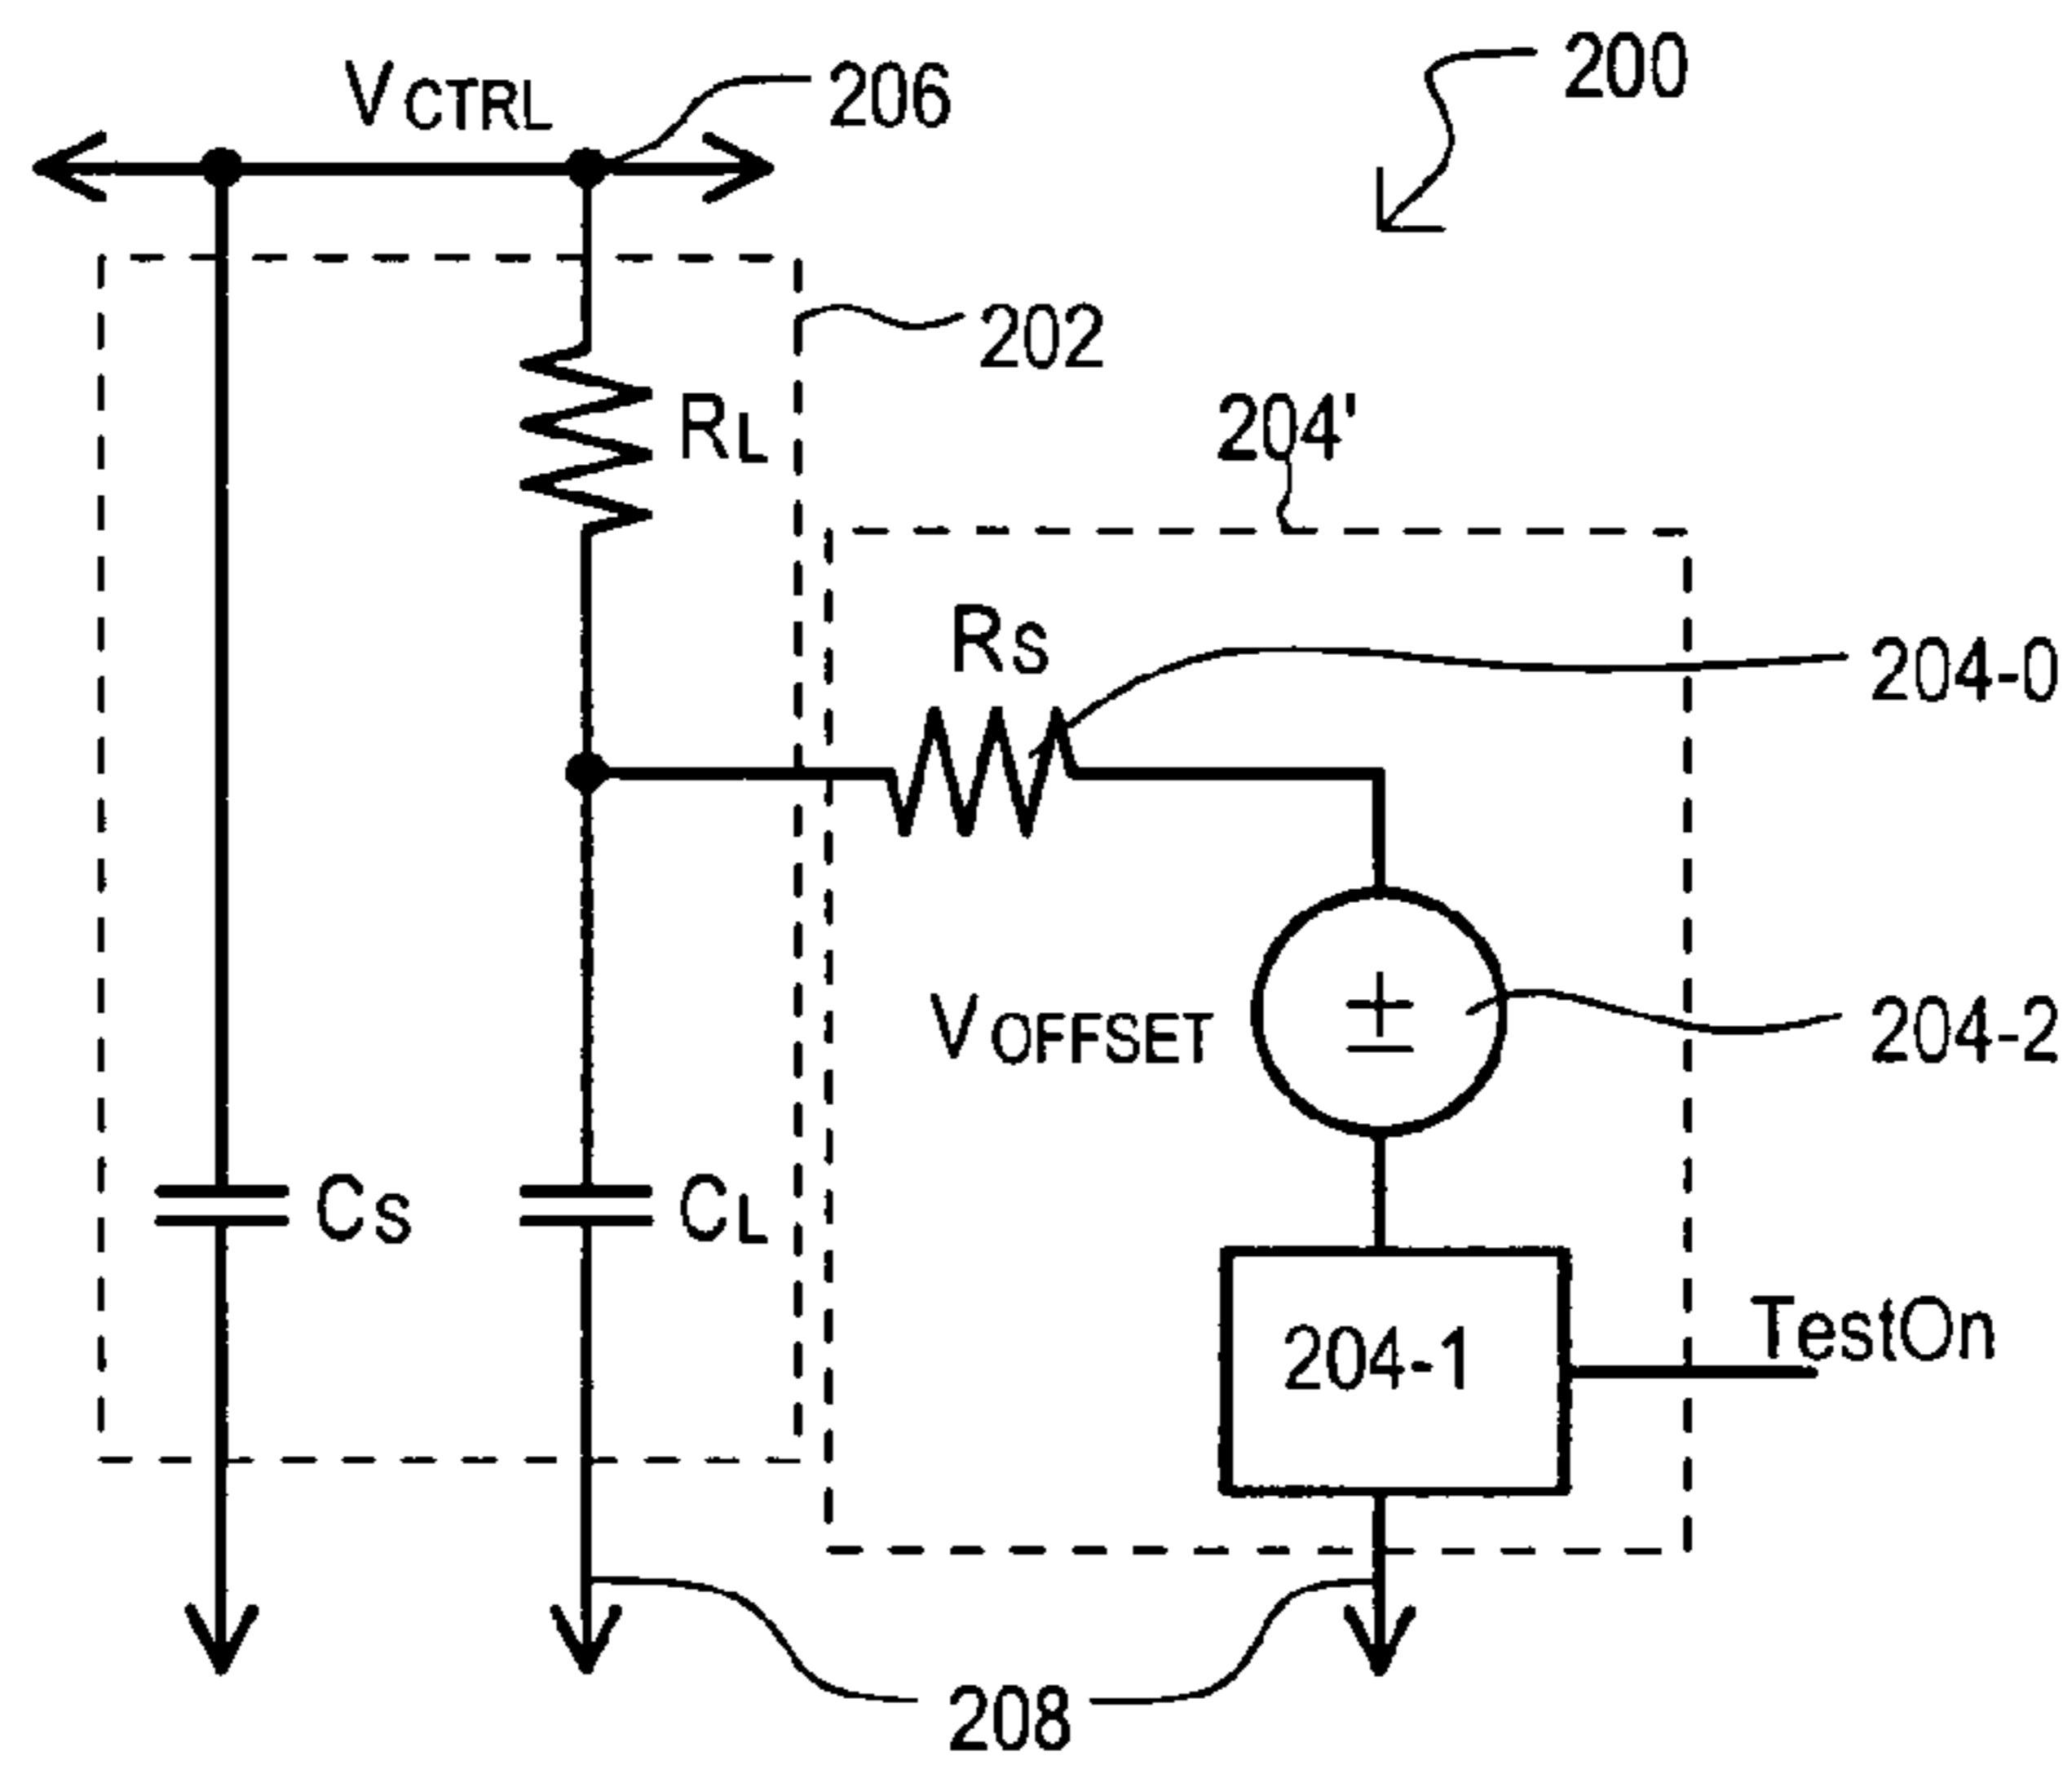 VCTRL
206
200
202
RL
204'
RS
204-0
VOFFSET
204-2
CS
CL
204-1
TestOn
208